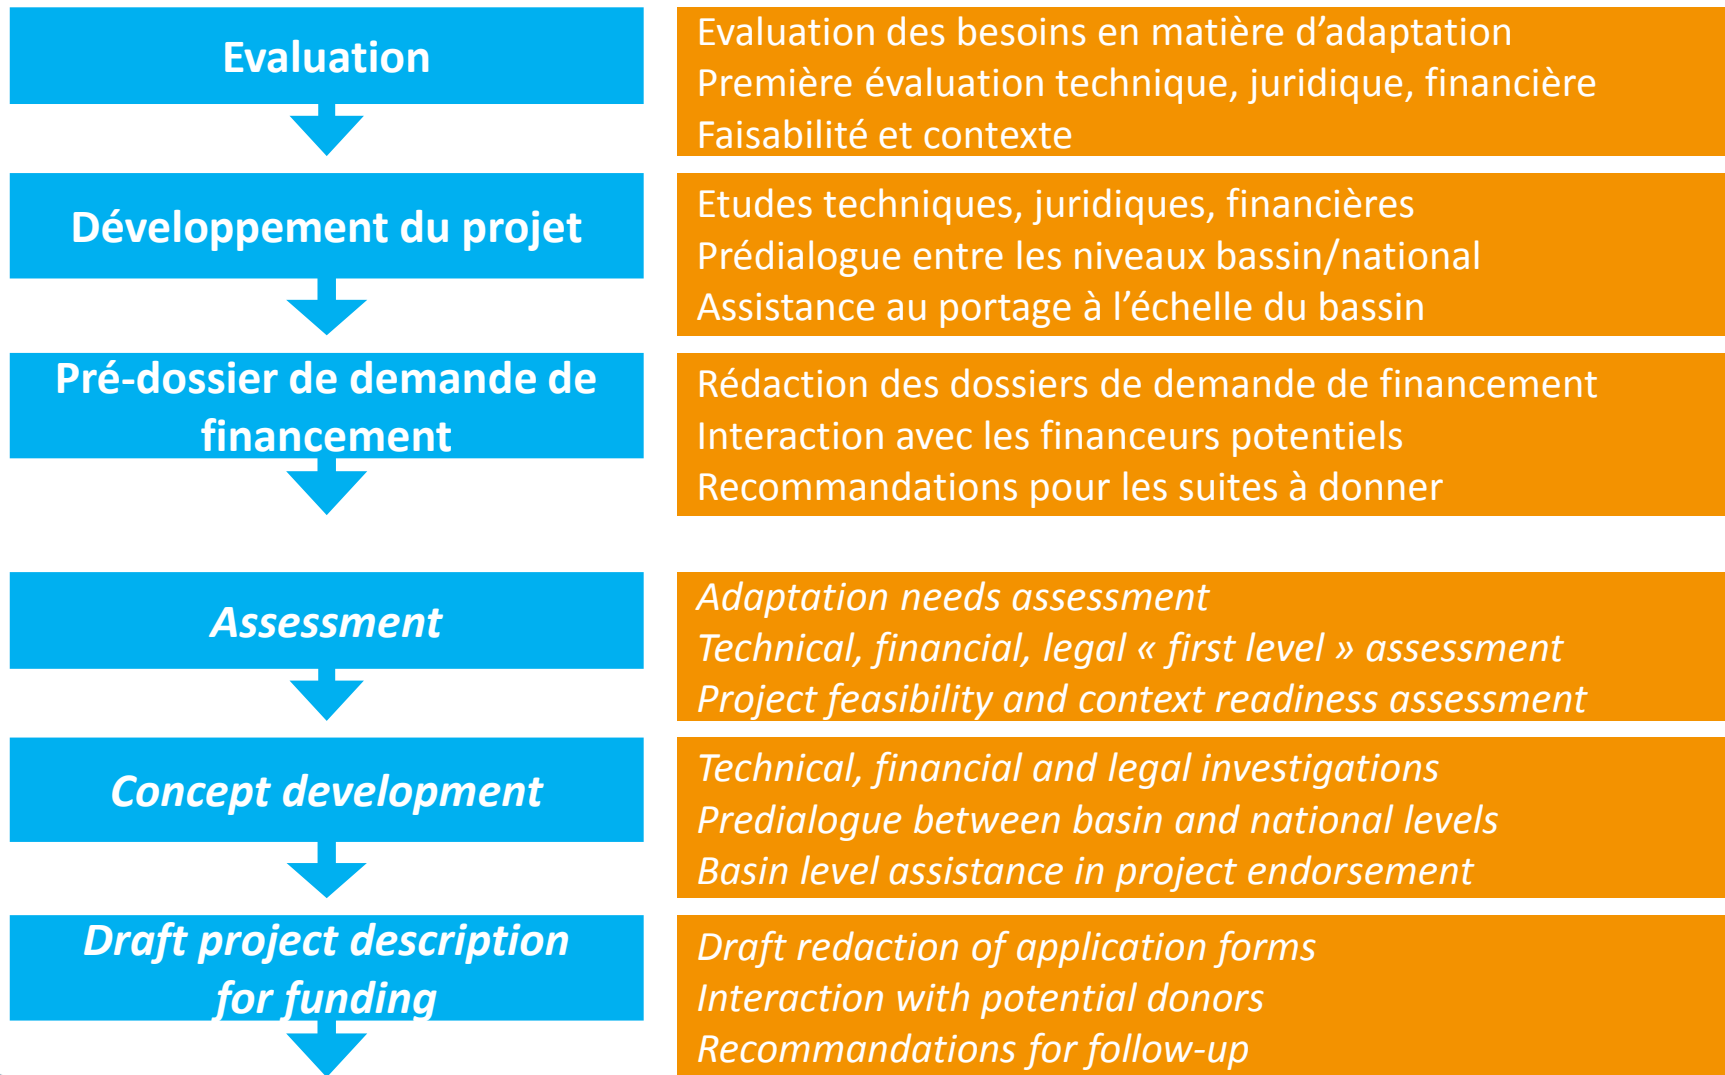 Evaluation
Evaluation des besoins en matière d’adaptation
Première évaluation technique, juridique, financière
Faisabilité et contexte
Développement du projet
Etudes techniques, juridiques, financières
Prédialogue entre les niveaux bassin/national
Assistance au portage à l’échelle du bassin
Pré-dossier de demande de
financement
Rédaction des dossiers de demande de financement
Interaction avec les financeurs potentiels
Recommandations pour les suites à donner
Assessment
Adaptation needs assessment
Technical, financial, legal « first level » assessment
Project feasibility and context readiness assessment
Concept development
Technical, financial and legal investigations
Predialogue between basin and national levels
Basin level assistance in project endorsement
Draft project description
for funding
Draft redaction of application forms
Interaction with potential donors
Recommandations for follow-up